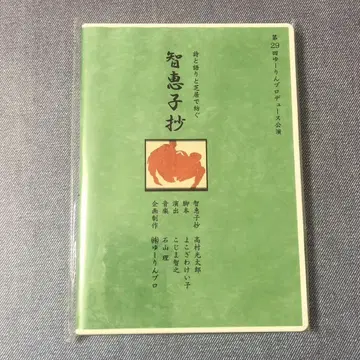 第29回ゆーりんプロデュース公演
詩と語りと芝居で紡ぐ
智恵子抄
智恵子抄 高村光太郎
脚本 よこざわけい子
演出 こじま智之
音楽 石山理
企画制作 ㈲ゆーりんプロ